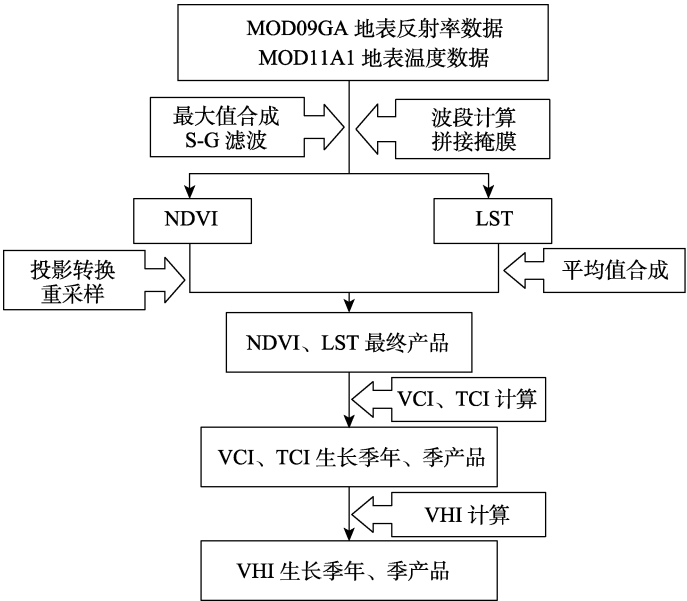 MOD09GA 地表反射率数据
MOD11A1 地表温度数据
最大值合成
S-G 滤波
波段计算
拼接掩膜
NDVI
LST
投影转换
重采样
平均值合成
NDVI、LST 最终产品
VCI、TCI 计算
VCI、TCI 生长季年、季产品
VHI 计算
VHI 生长季年、季产品